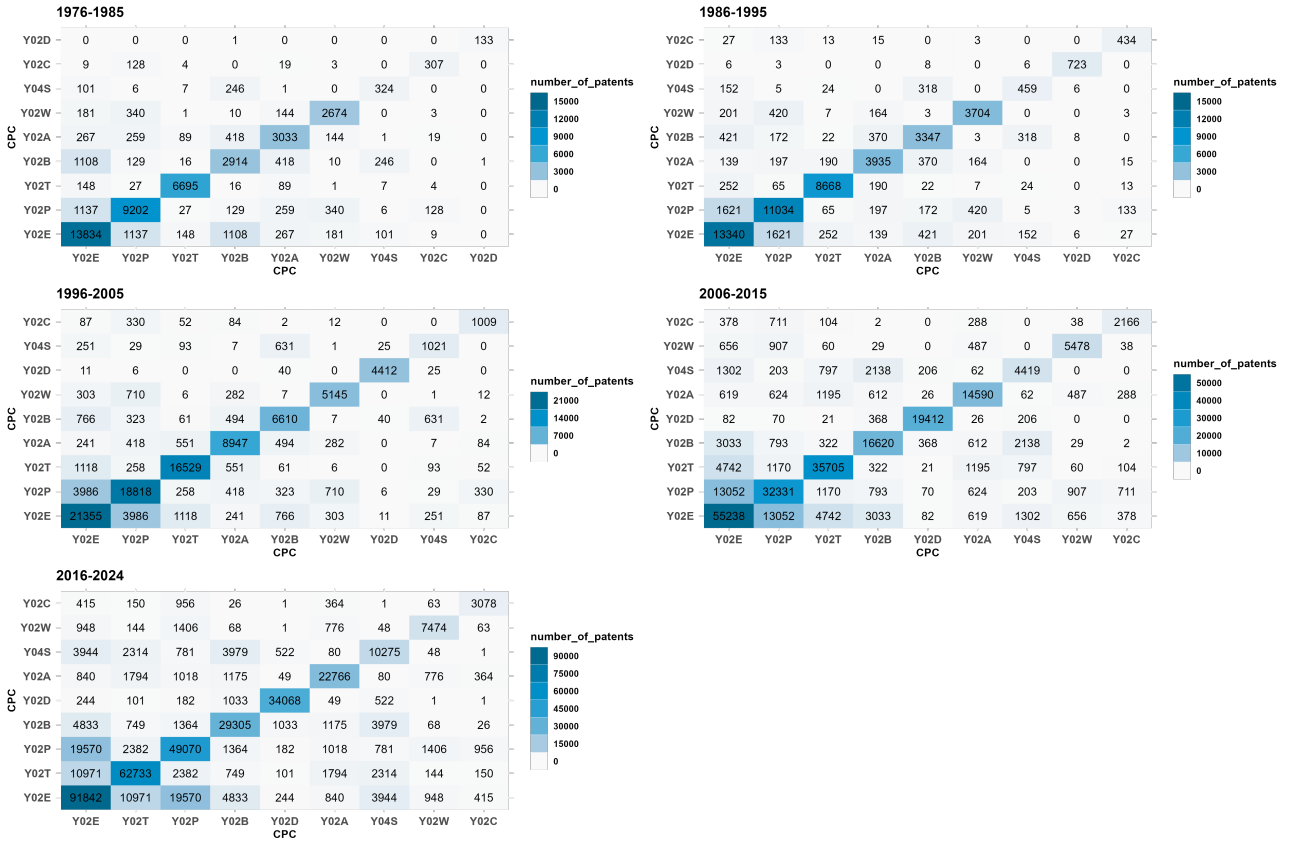 1976-1985
Y02D 0 0 0 1 0 0 0 0 133
Y02C 9 128 4 0 19 3 0 307 0
Y04S 101 6 7 246 1 0 324 0 0
Y02W 181 340 1 10 144 2674 0 3 0
Y02A 267 259 89 418 3033 144 1 19 0
Y02B 1108 129 16 2914 418 10 246 0 1
Y02T 148 27 6695 16 89 1 7 4 0
Y02P 1137 9202 27 129 259 340 6 128 0
Y02E 13834 1137 148 1108 267 181 101 9 0
Y02E Y02P Y02T Y02B Y02A Y02W Y04S Y02C Y02D
CPC
CPC
number_of_patents
15000
12000
9000
6000
3000
0
1986-1995
Y02C 27 133 13 15 0 3 0 0 434
Y02D 6 3 0 0 8 0 6 723 0
Y04S 152 5 24 0 318 0 459 6 0
Y02W 201 420 7 164 3 3704 0 0 3
Y02B 421 172 22 370 3347 3 318 8 0
Y02A 139 197 190 3935 370 164 0 0 15
Y02T 252 65 8668 190 22 7 24 0 13
Y02P 1621 11034 65 197 172 420 5 3 133
Y02E 13340 1621 252 139 421 201 152 6 27
Y02E Y02P Y02T Y02A Y02B Y02W Y04S Y02D Y02C
CPC
CPC
number_of_patents
15000
12000
9000
6000
3000
0
1996-2005
Y02C 87 330 52 84 2 12 0 0 1009
Y04S 251 29 93 7 631 1 25 1021 0
Y02D 11 6 0 0 40 0 4412 25 0
Y02W 303 710 6 282 7 5145 0 1 12
Y02B 766 323 61 494 6610 7 40 631 2
Y02A 241 418 551 8947 494 282 0 7 84
Y02T 1118 258 16529 551 61 6 0 93 52
Y02P 3986 18818 258 418 323 710 6 29 330
Y02E 21355 3986 1118 241 766 303 11 251 87
Y02E Y02P Y02T Y02A Y02B Y02W Y02D Y04S Y02C
CPC
CPC
number_of_patents
21000
14000
7000
0
2006-2015
Y02C 378 711 104 2 0 288 0 38 2166
Y02W 656 907 60 29 0 487 0 5478 38
Y04S 1302 203 797 2138 206 62 4419 0 0
Y02A 619 624 1195 612 26 14590 62 487 288
Y02D 82 70 21 368 19412 26 206 0 0
Y02B 3033 793 322 16620 368 612 2138 29 2
Y02T 4742 1170 35705 322 21 1195 797 60 104
Y02P 13052 32331 1170 793 70 624 203 907 711
Y02E 55238 13052 4742 3033 82 619 1302 656 378
Y02E Y02P Y02T Y02B Y02D Y02A Y04S Y02W Y02C
CPC
CPC
number_of_patents
50000
40000
30000
20000
10000
0
2016-2024
Y02C 415 150 956 26 1 364 1 63 3078
Y02W 948 144 1406 68 1 776 48 7474 63
Y04S 3944 2314 781 3979 522 80 10275 48 1
Y02A 840 1794 1018 1175 49 22766 80 776 364
Y02D 244 101 182 1033 34068 49 522 1 1
Y02B 4833 749 1364 29305 1033 1175 3979 68 26
Y02P 19570 2382 49070 1364 182 1018 781 1406 956
Y02T 10971 62733 2382 749 101 1794 2314 144 150
Y02E 91842 10971 19570 4833 244 840 3944 948 415
Y02E Y02T Y02P Y02B Y02D Y02A Y04S Y02W Y02C
CPC
CPC
number_of_patents
90000
75000
60000
45000
30000
15000
0